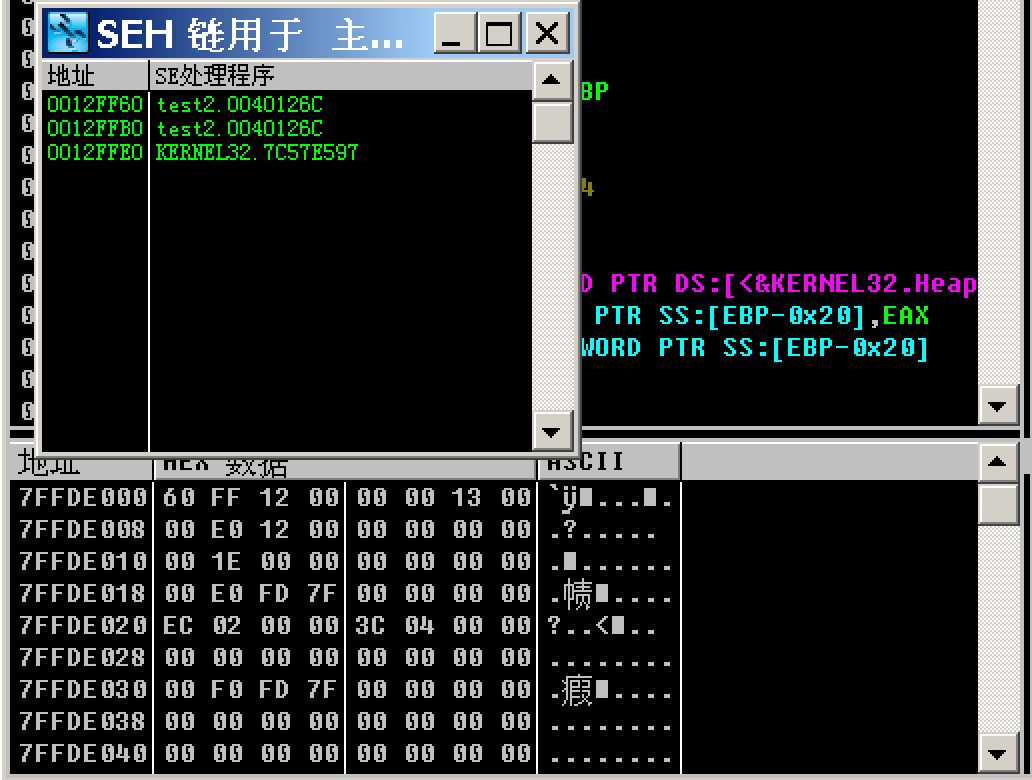 SEH 链用于 主...
地址 SE处理程序
0012FF60 test2.0040126C
0012FFB0 test2.0040126C
0012FFE0 KERNEL32.7C57E597
BP
4
D PTR DS:[<&KERNEL32.Heap
PTR SS:[EBP-0x20],EAX
WORD PTR SS:[EBP-0x20]
地址 HEX 数据 ASCII
7FFDE000 60 FF 12 00 00 00 13 00 `ÿ■...■.
7FFDE008 00 E0 12 00 00 00 00 00 .?.....
7FFDE010 00 1E 00 00 00 00 00 00 .■......
7FFDE018 00 E0 FD 7F 00 00 00 00 .帻■....
7FFDE020 EC 02 00 00 3C 04 00 00 ?..<■..
7FFDE028 00 00 00 00 00 00 00 00 ........
7FFDE030 00 F0 FD 7F 00 00 00 00 .瘕■....
7FFDE038 00 00 00 00 00 00 00 00 ........
7FFDE040 00 00 00 00 00 00 00 00 ........